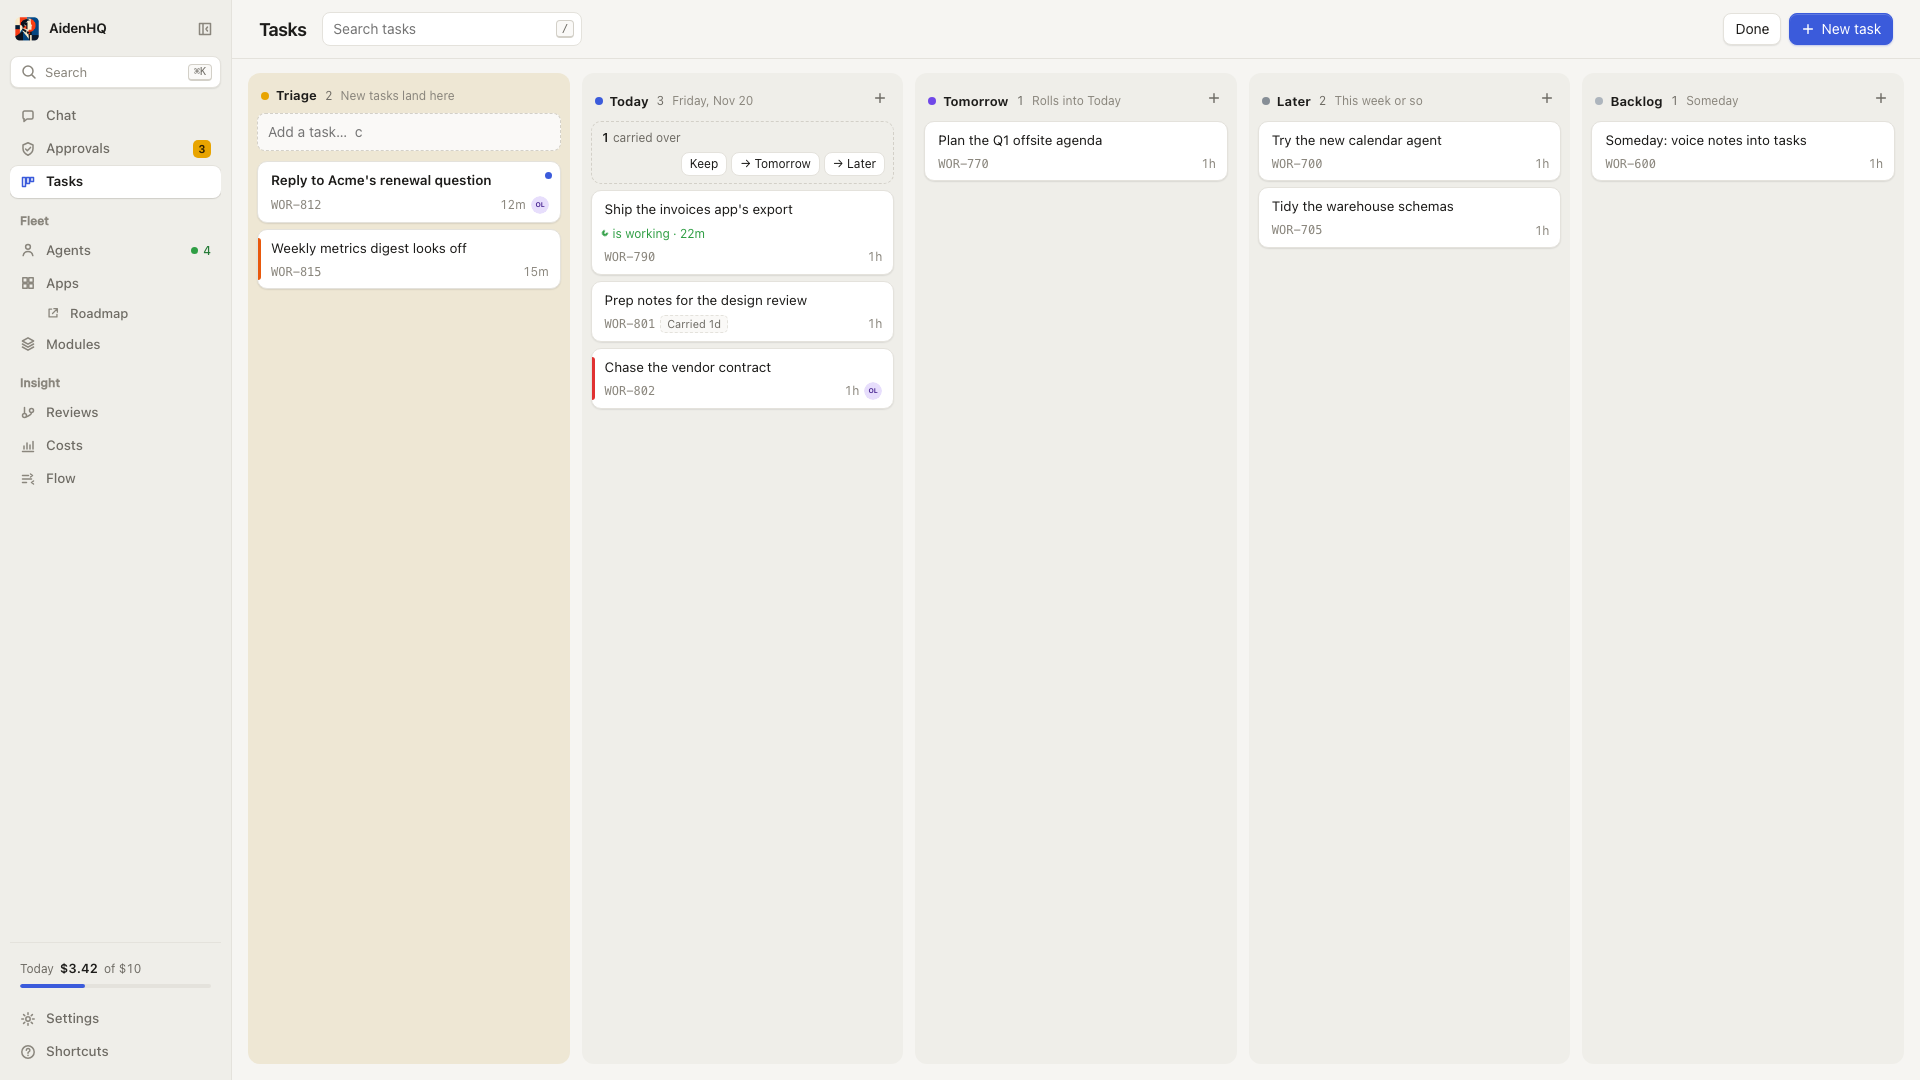 AidenHQ
Search ⌘K
Chat
Approvals 3
Tasks
Fleet
Agents 4
Apps
Roadmap
Modules
Insight
Reviews
Costs
Flow
Today $3.42 of $10
Settings
Shortcuts
Tasks
Search tasks /
Done
+ New task
Triage 2 New tasks land here
Add a task... c
Reply to Acme's renewal question
WOR-812 12m OL
Weekly metrics digest looks off
WOR-815 15m
Today 3 Friday, Nov 20 +
1 carried over
Keep → Tomorrow → Later
Ship the invoices app's export
is working · 22m
WOR-790 1h
Prep notes for the design review
WOR-801 Carried 1d 1h
Chase the vendor contract
WOR-802 1h OL
Tomorrow 1 Rolls into Today +
Plan the Q1 offsite agenda
WOR-770 1h
Later 2 This week or so +
Try the new calendar agent
WOR-700 1h
Tidy the warehouse schemas
WOR-705 1h
Backlog 1 Someday +
Someday: voice notes into tasks
WOR-600 1h